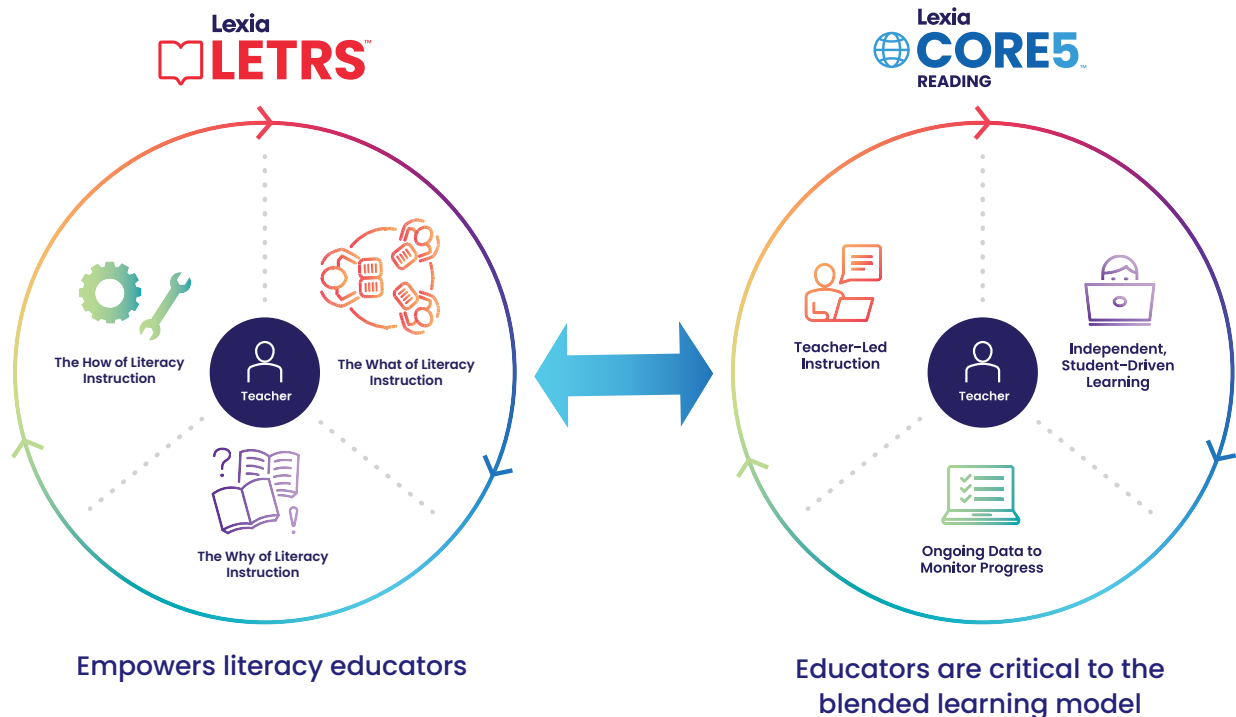 Lexia
LETRS™
The How of Literacy
Instruction
The What of Literacy
Instruction
Teacher
?
!
The Why of Literacy
Instruction
Empowers literacy educators
Lexia
CORE5™
READING
Teacher-Led
Instruction
Independent,
Student-Driven
Learning
Teacher
Ongoing Data to
Monitor Progress
Educators are critical to the
blended learning model